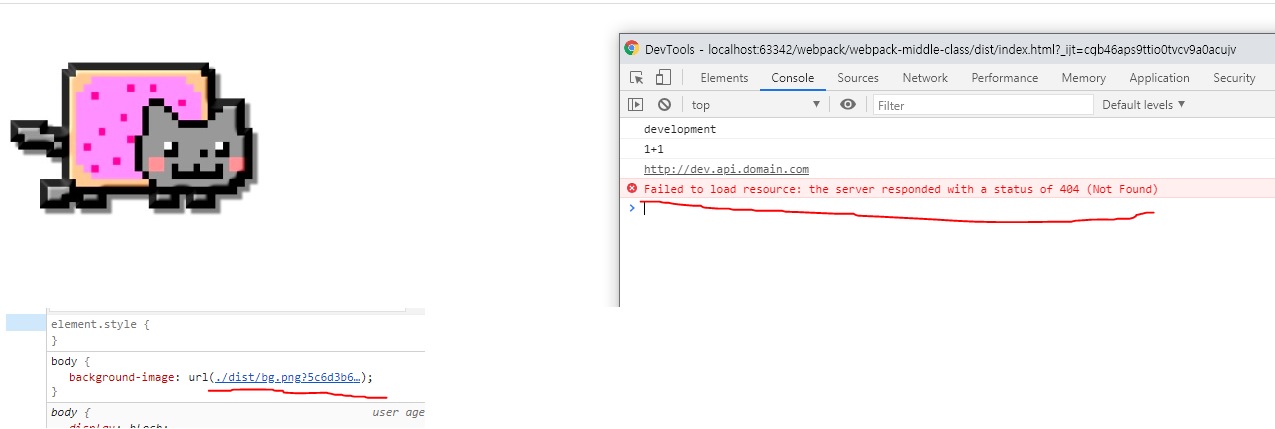 DevTools - localhost:63342/webpack/webpack-middle-class/dist/index.html?_ijt=cgb46aps9ttio0tvcv9a0acujv
Elements Console Sources Network Performance Memory Application Security
top Filter Default levels
development
1+1
http://dev.api.domain.com
Failed to load resource: the server responded with a status of 404 (Not Found)
element.style {
}
body {
background-image: url(./dist/bg.png?5c6d3b6…);
}
body { user age
display: block;